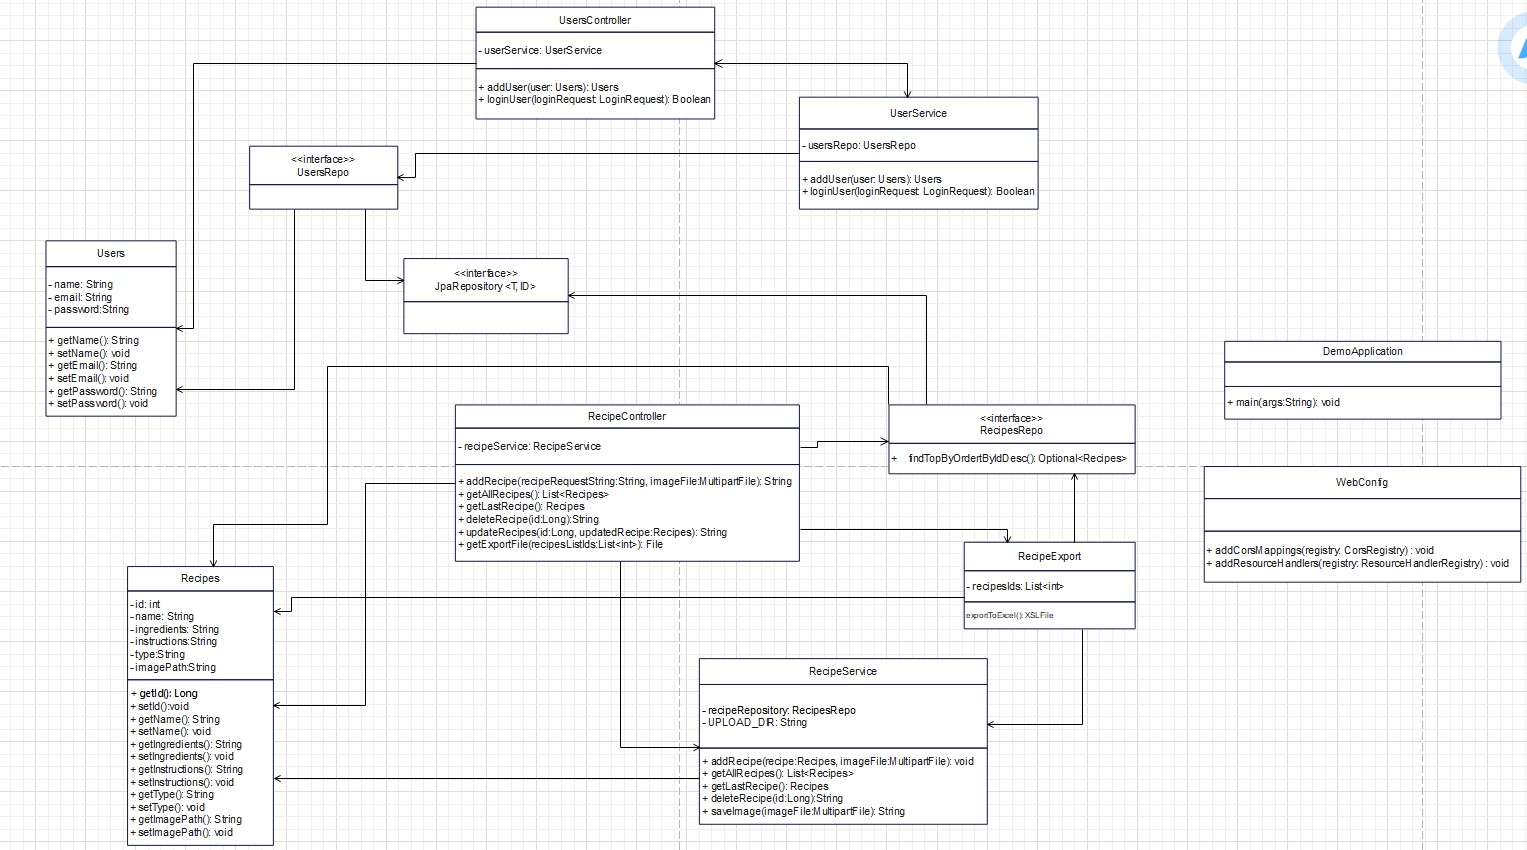 UsersController
- userService: UserService
+ addUser(user: Users): Users
+ loginUser(loginRequest: LoginRequest): Boolean
UserService
- usersRepo: UsersRepo
+ addUser(user: Users): Users
+ loginUser(loginRequest: LoginRequest): Boolean
<<interface>>
UsersRepo
Users
- name: String
- email: String
- password:String
+ getName(): String
+ setName(): void
+ getEmail(): String
+ setEmail(): void
+ getPassword(): String
+ setPassword(): void
<<interface>>
JpaRepository <T, ID>
DemoApplication
+ main(args:String): void
RecipeController
- recipeService: RecipeService
+ addRecipe(recipeRequestString:String, imageFile:MultipartFile): String
+ getAllRecipes(): List<Recipes>
+ getLastRecipe(): Recipes
+ deleteRecipe(id:Long):String
+ updateRecipes(id:Long, updatedRecipe:Recipes): String
+ getExportFile(recipesListIds:List<int>): File
<<interface>>
RecipesRepo
+ findTopByOrdertByIdDesc(): Optional<Recipes>
WebConfig
+ addCorsMappings(registry: CorsRegistry) : void
+ addResourceHandlers(registry: ResourceHandlerRegistry) : void
RecipeExport
- recipesIds: List<int>
exportToExcel(): XSLFile
Recipes
- id: int
- name: String
- ingredients: String
- instructions:String
- type:String
- imagePath:String
+ getId(): Long
+ setId():void
+ getName(): String
+ setName(): void
+ getIngredients(): String
+ setIngredients(): void
+ getInstructions(): String
+ setInstructions(): void
+ getType(): String
+ setType(): void
+ getImagePath(): String
+ setImagePath(): void
RecipeService
- recipeRepository: RecipesRepo
- UPLOAD_DIR: String
+ addRecipe(recipe:Recipes, imageFile:MultipartFile): void
+ getAllRecipes(): List<Recipes>
+ getLastRecipe(): Recipes
+ deleteRecipe(id:Long):String
+ saveImage(imageFile:MultipartFile): String